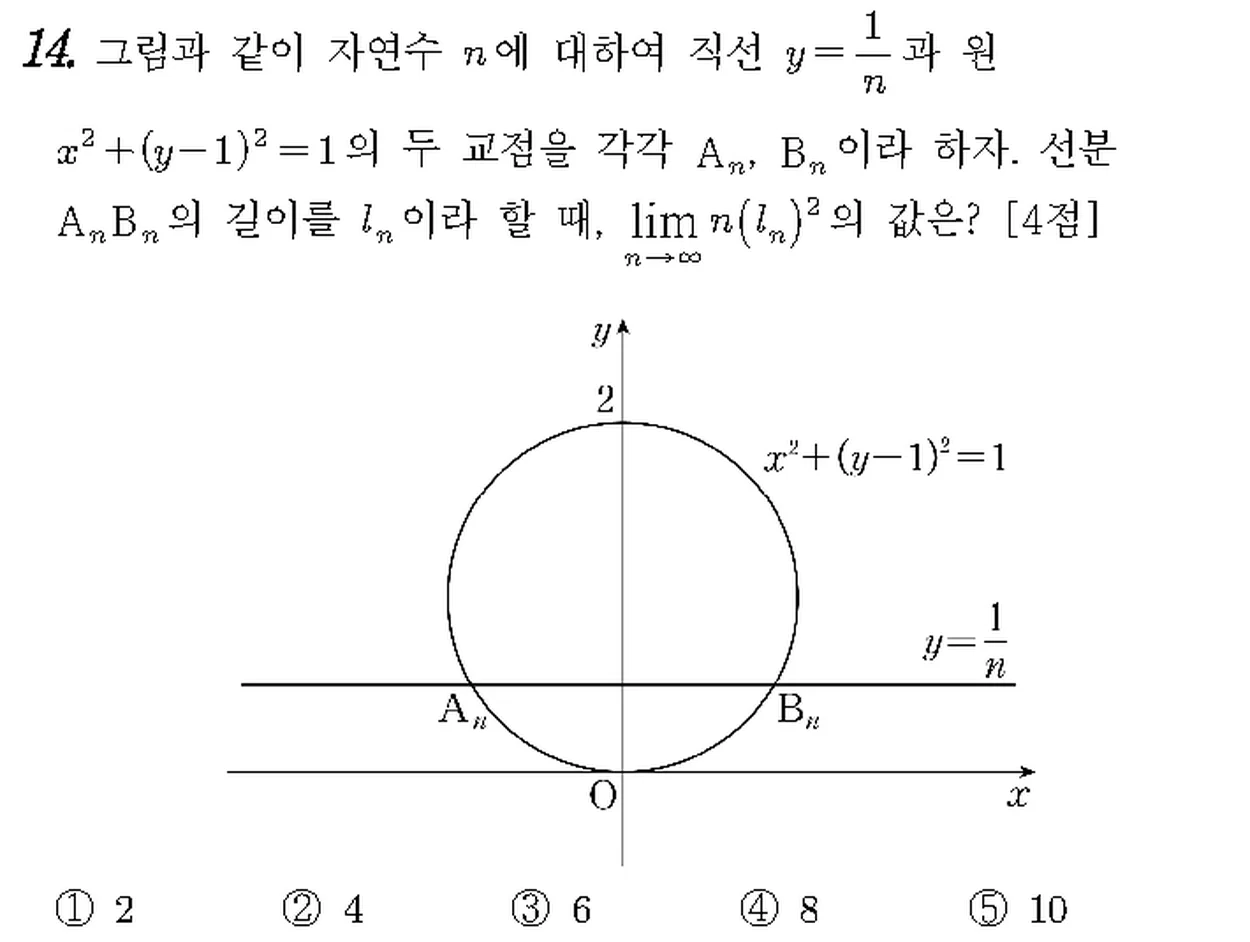 14. 그림과 같이 자연수 n에 대하여 직선 y=1/n과 원
x²+(y−1)²=1의 두 교점을 각각 Aₙ, Bₙ이라 하자. 선분
AₙBₙ의 길이를 lₙ이라 할 때, lim n→∞ n(lₙ)²의 값은? [4점]
y
2
x²+(y−1)²=1
y=1/n
Aₙ Bₙ
O x
① 2 ② 4 ③ 6 ④ 8 ⑤ 10